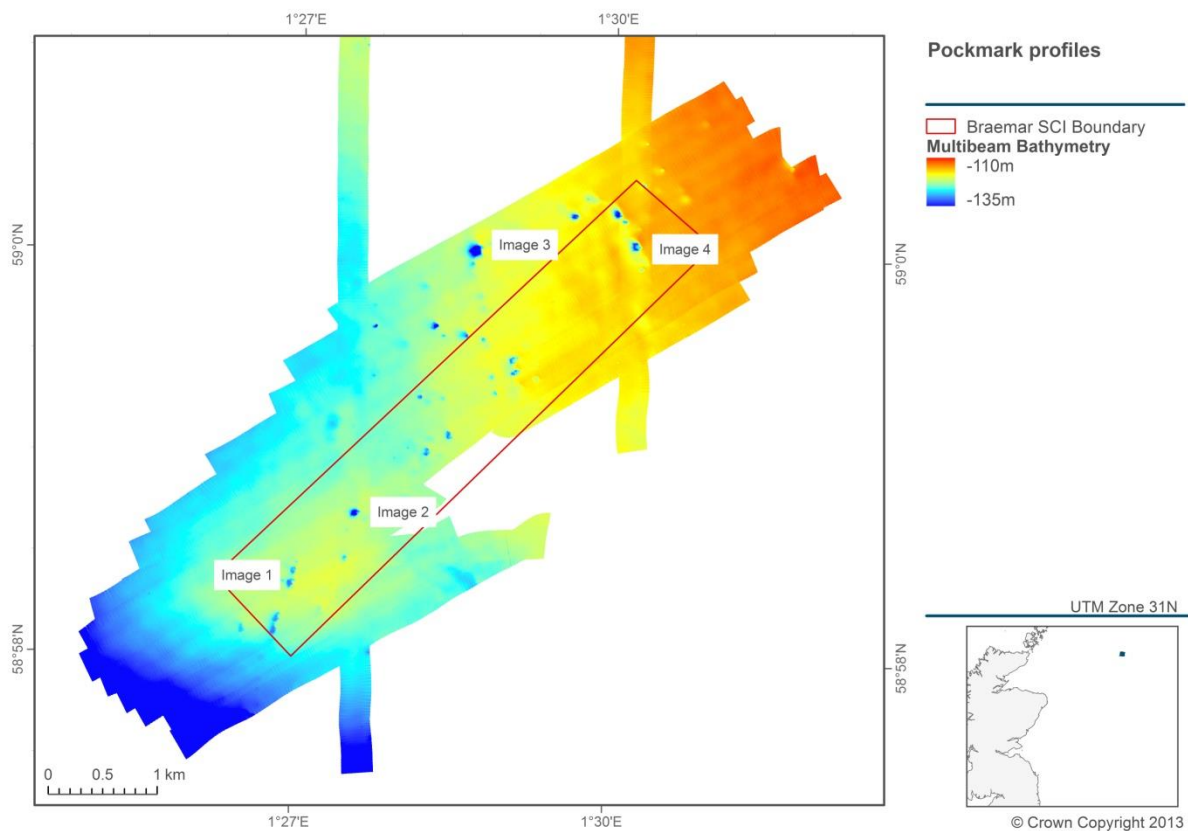 1°27'E
1°30'E
Pockmark profiles
Braemar SCI Boundary
Multibeam Bathymetry
-110m
-135m
59°0'N
Image 3
Image 4
59°0'N
Image 2
Image 1
58°58'N
58°58'N
UTM Zone 31N
0 0.5 1 km
1°27'E
1°30'E
© Crown Copyright 2013